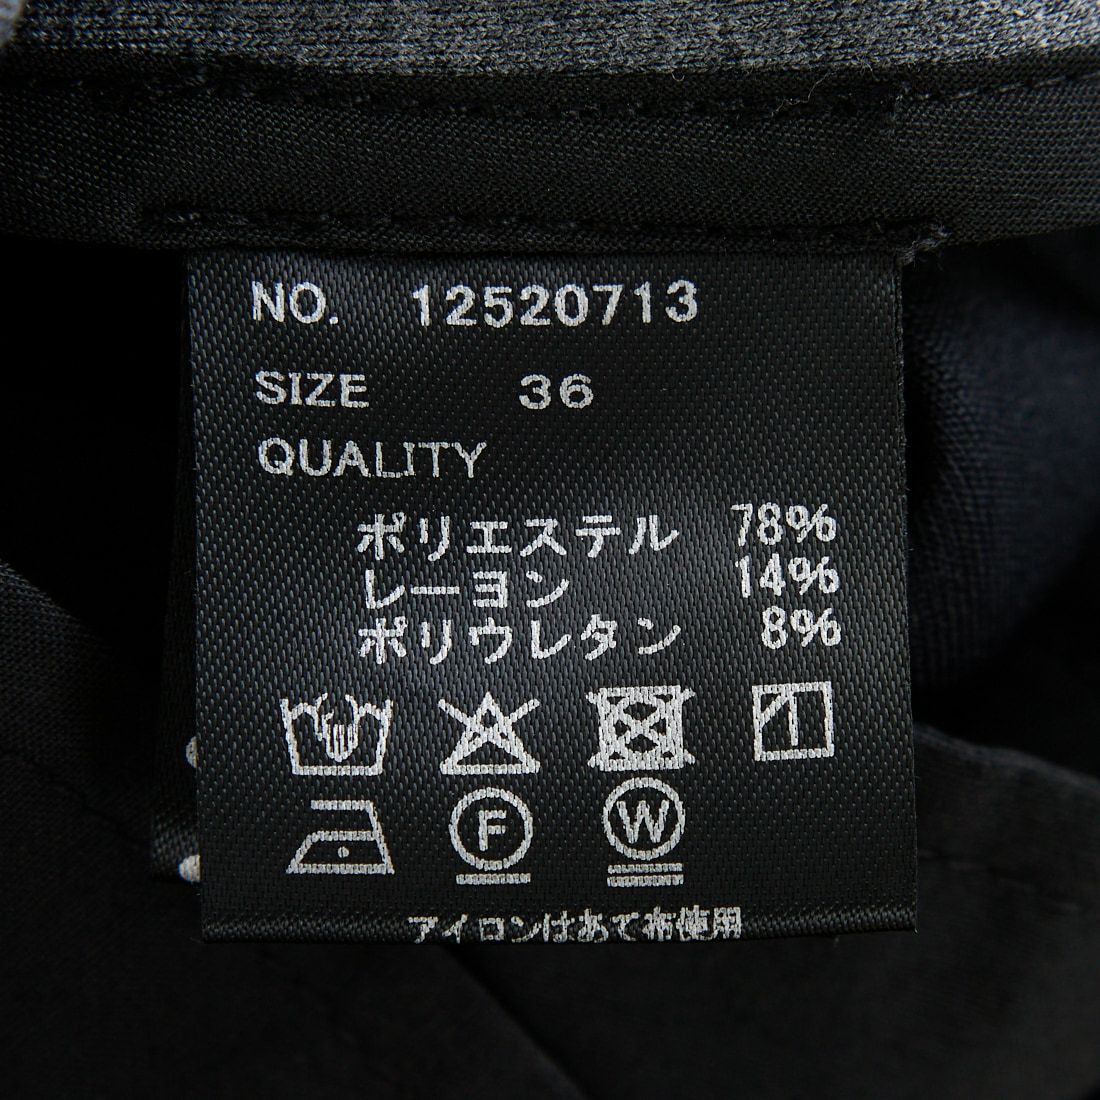 NO. 12520713
SIZE 36
QUALITY
ポリエステル 78%
レーヨン 14%
ポリウレタン 8%
F W
アイロンはあて布使用